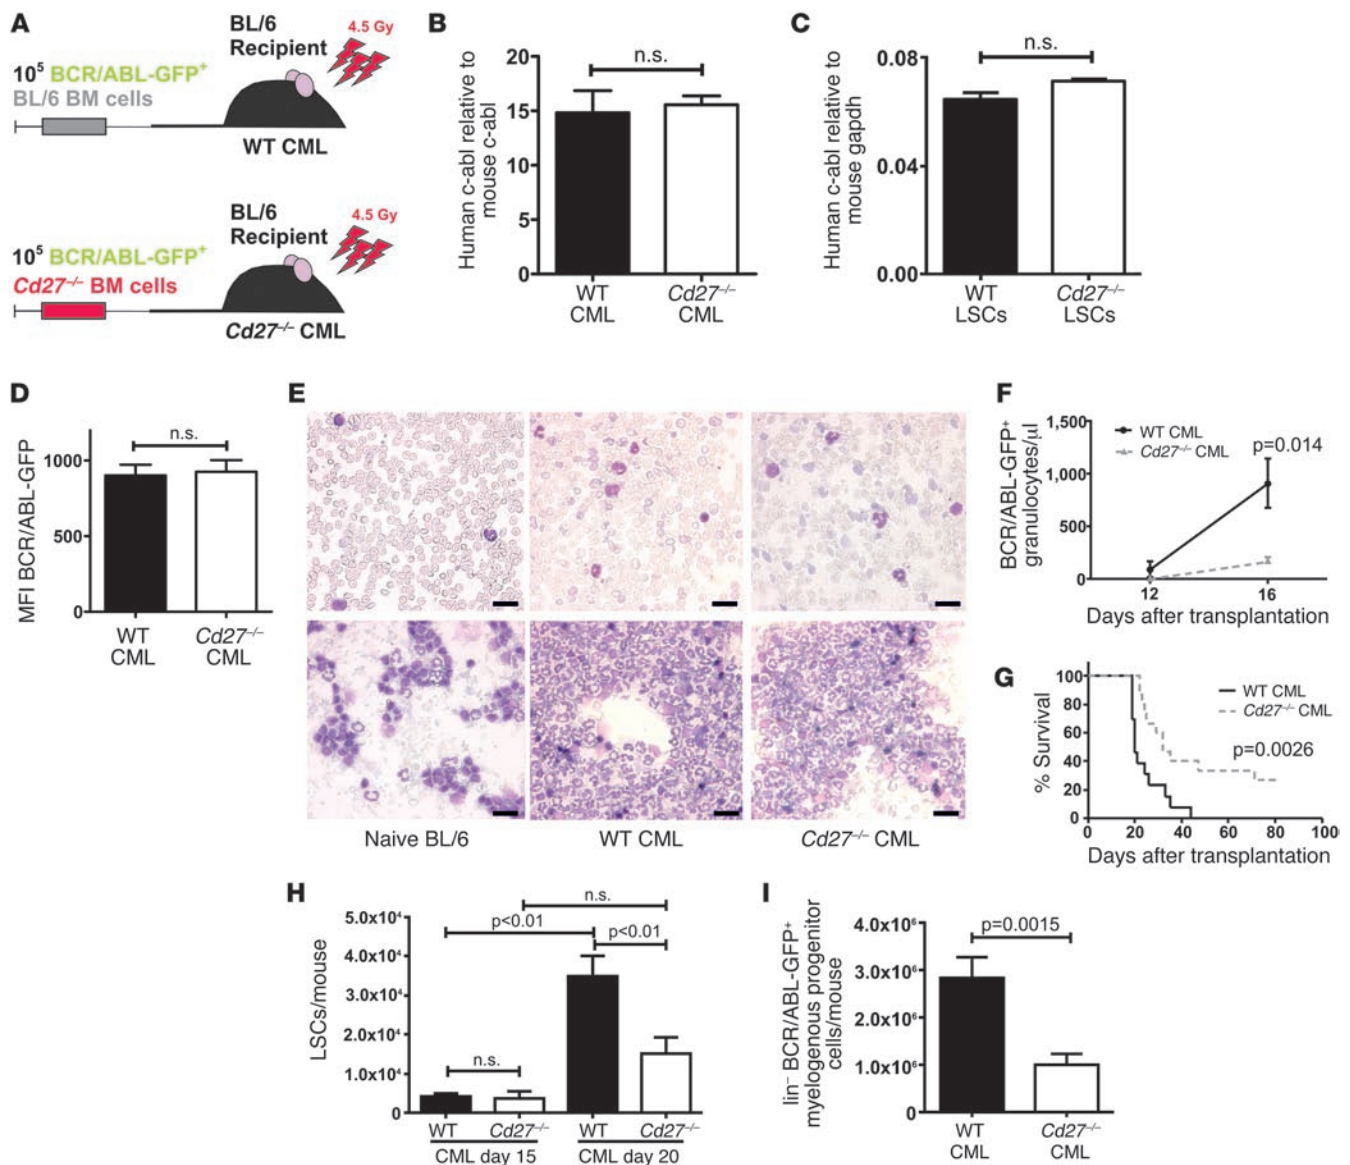 A
BL/6
Recipient
4.5 Gy
10⁵ BCR/ABL-GFP⁺
BL/6 BM cells
WT CML
BL/6
Recipient
4.5 Gy
10⁵ BCR/ABL-GFP⁺
Cd27⁻/⁻ BM cells
Cd27⁻/⁻ CML
B
Human c-abl relative to
mouse c-abl
20
15
10
5
0
n.s.
WT
CML
Cd27⁻/⁻
CML
C
Human c-abl relative to
mouse gapdh
0.08
0.04
0.00
n.s.
WT
LSCs
Cd27⁻/⁻
LSCs
D
MFI BCR/ABL-GFP
1000
500
0
n.s.
WT
CML
Cd27⁻/⁻
CML
E
Naive BL/6
WT CML
Cd27⁻/⁻ CML
F
BCR/ABL-GFP⁺
granulocytes/μl
1,500
1,000
500
0
WT CML
Cd27⁻/⁻ CML
p=0.014
12
16
Days after transplantation
G
% Survival
100
80
60
40
20
0
WT CML
Cd27⁻/⁻ CML
p=0.0026
0 20 40 60 80 100
Days after transplantation
H
LSCs/mouse
5.0x10⁴
4.0x10⁴
3.0x10⁴
2.0x10⁴
1.0x10⁴
0
n.s.
p<0.01
p<0.01
n.s.
WT Cd27⁻/⁻ WT Cd27⁻/⁻
CML day 15 CML day 20
I
lin⁻ BCR/ABL-GFP⁺
myelogenous progenitor
cells/mouse
4.0x10⁶
3.0x10⁶
2.0x10⁶
1.0x10⁶
0
p=0.0015
WT
CML
Cd27⁻/⁻
CML